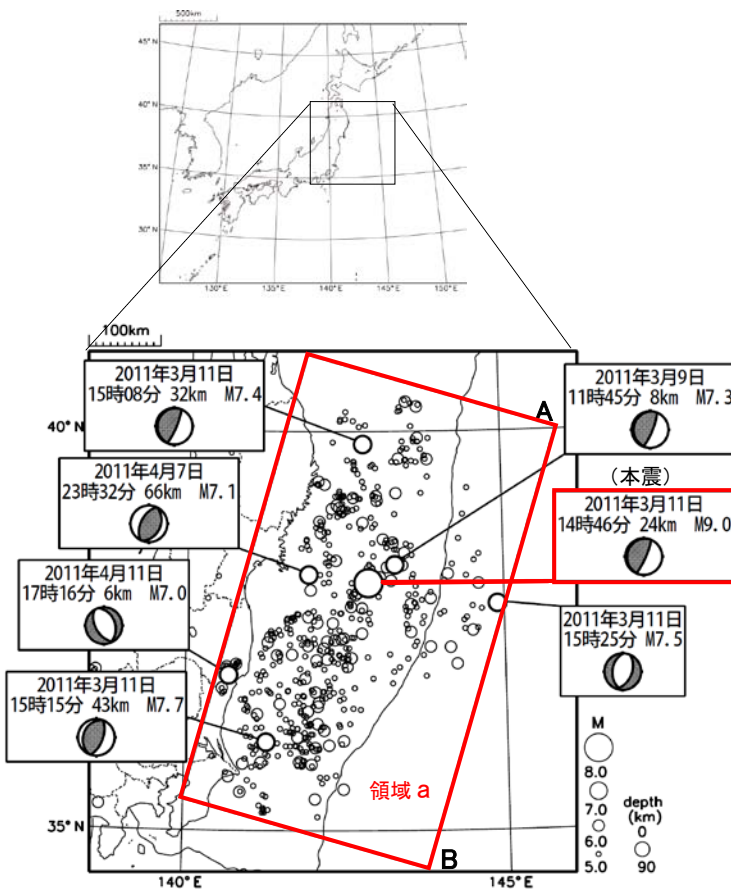 500km
45°N
40°N
35°N
30°N
130°E
135°E
140°E
145°E
150°E
100km
2011年3月11日
15時08分 32km M7.4
2011年3月9日
11時45分 8km M7.3
A
40°N
2011年4月7日
23時32分 66km M7.1
(本震)
2011年3月11日
14時46分 24km M9.0
2011年4月11日
17時16分 6km M7.0
2011年3月11日
15時25分 M7.5
2011年3月11日
15時15分 43km M7.7
M
8.0
7.0
6.0
5.0
depth
(km)
0
90
領域a
35°N
B
140°E
145°E